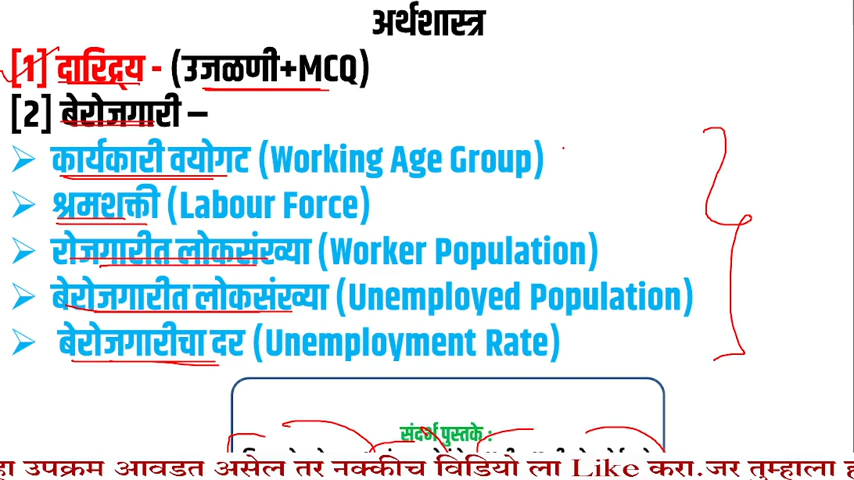 अर्थशास्त्र
[1] दारिद्र्य - (उजळणी+MCQ)
[2] बेरोजगारी –
➢ कार्यकारी वयोगट (Working Age Group)
➢ श्रमशक्ती (Labour Force)
➢ रोजगारीत लोकसंख्या (Worker Population)
➢ बेरोजगारीत लोकसंख्या (Unemployed Population)
➢ बेरोजगारीचा दर (Unemployment Rate)
संदर्भ पुस्तके :
हा उपक्रम आवडत असेल तर नक्कीच विडियो ला Like करा.जर तुम्हाला